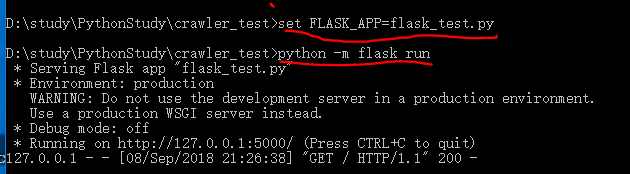 D:\study\PythonStudy\crawler_test>set FLASK_APP=flask_test.py
D:\study\PythonStudy\crawler_test>python -m flask run
 * Serving Flask app "flask_test.py"
 * Environment: production
   WARNING: Do not use the development server in a production environment.
   Use a production WSGI server instead.
 * Debug mode: off
 * Running on http://127.0.0.1:5000/ (Press CTRL+C to quit)
127.0.0.1 - - [08/Sep/2018 21:26:38] "GET / HTTP/1.1" 200 -